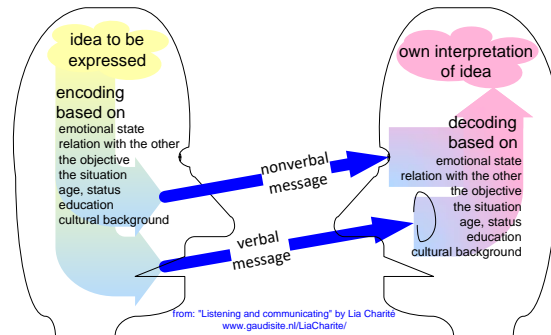 idea to be
expressed
encoding
based on
emotional state
relation with the other
the objective
the situation
age, status
education
cultural background
nonverbal
message
verbal
message
own interpretation
of idea
decoding
based on
emotional state
relation with the other
the objective
the situation
age, status
education
cultural background
from: "Listening and communicating" by Lia Charité
www.gaudisite.nl/LiaCharite/